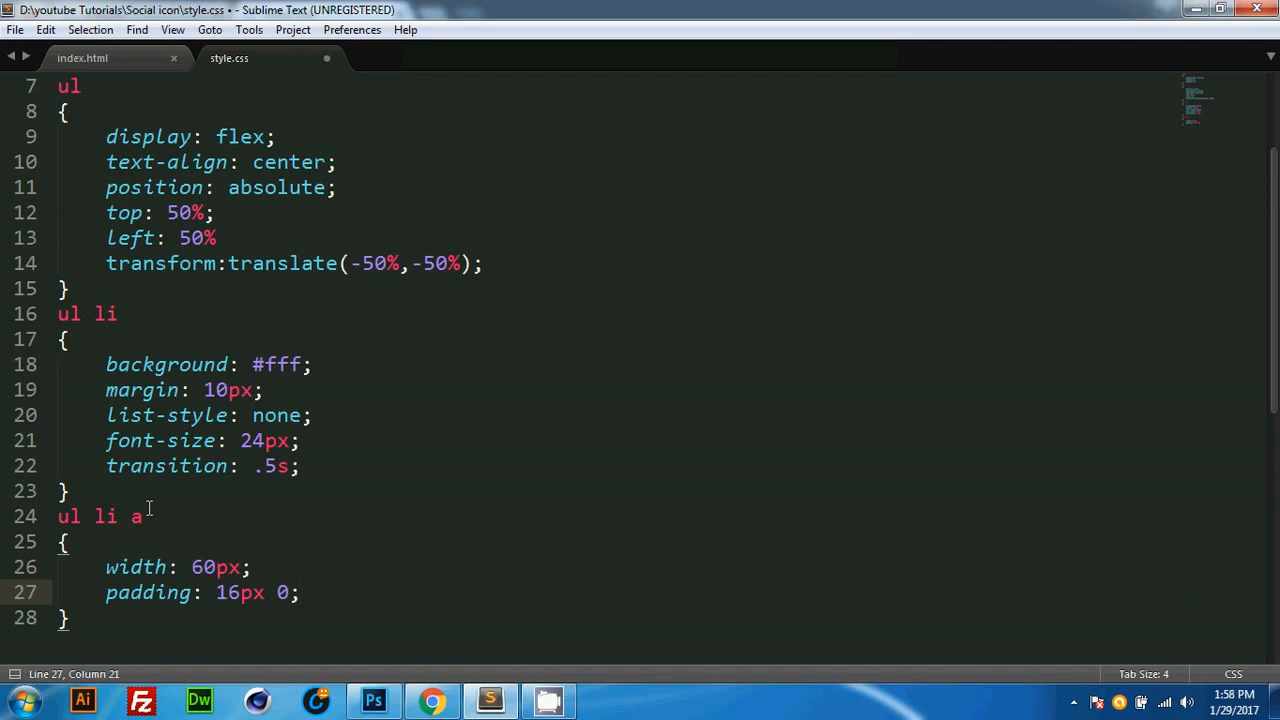 D:\youtube Tutorials\Social icon\style.css • - Sublime Text (UNREGISTERED)
File Edit Selection Find View Goto Tools Project Preferences Help
index.html × style.css
7 ul
8 {
9 display: flex;
10 text-align: center;
11 position: absolute;
12 top: 50%;
13 left: 50%
14 transform:translate(-50%,-50%);
15 }
16 ul li
17 {
18 background: #fff;
19 margin: 10px;
20 list-style: none;
21 font-size: 24px;
22 transition: .5s;
23 }
24 ul li a
25 {
26 width: 60px;
27 padding: 16px 0;
28 }
Line 27, Column 21 Tab Size: 4 CSS
Ai Fz Dw Ps S 1:58 PM
1/29/2017